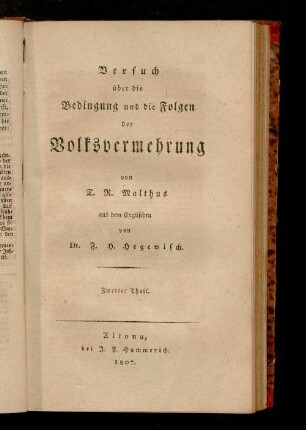 Versuch
über die
Bedingung und die Folgen
der
Volksvermehrung
von
T. R. Malthus
aus dem Englischen
von
Dr. F. H. Hegewisch.
Zweiter Theil.
Altona,
bei J. F. Hammerich.
1807.